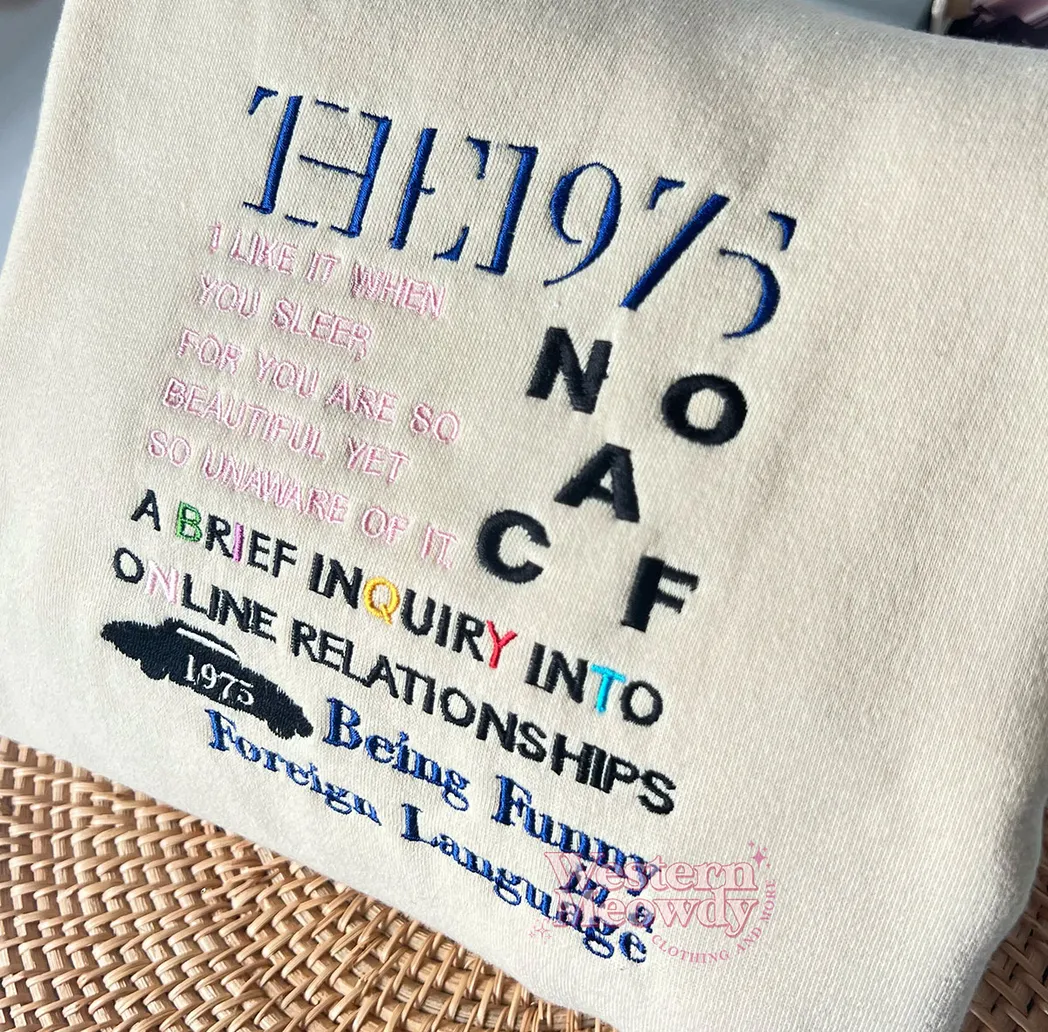 THE 1975
I LIKE IT WHEN
YOU SLEEP,
FOR YOU ARE SO
BEAUTIFUL YET
SO UNAWARE OF IT.
N O
A
C F
A BRIEF INQUIRY INTO
ONLINE RELATIONSHIPS
1975
Being Funny in a
Foreign Language
Western
Meowdy
CLOTHING AND MORE